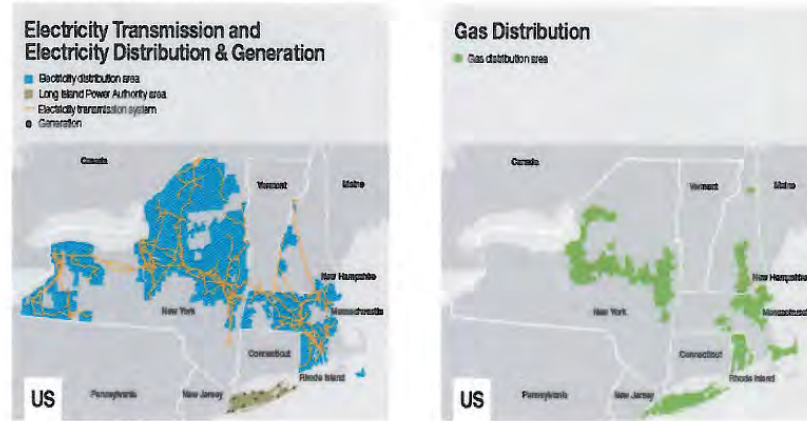 Electricity Transmission and
Electricity Distribution & Generation
Electricity distribution area
Long Island Power Authority area
Electricity transmission system
Generation
Canada
Vermont
Maine
New Hampshire
New York
Massachusetts
Connecticut
Rhode Island
Pennsylvania
New Jersey
US
Gas Distribution
Gas distribution area
Canada
Vermont
Maine
New Hampshire
New York
Connecticut
Rhode Island
Pennsylvania
New Jersey
US